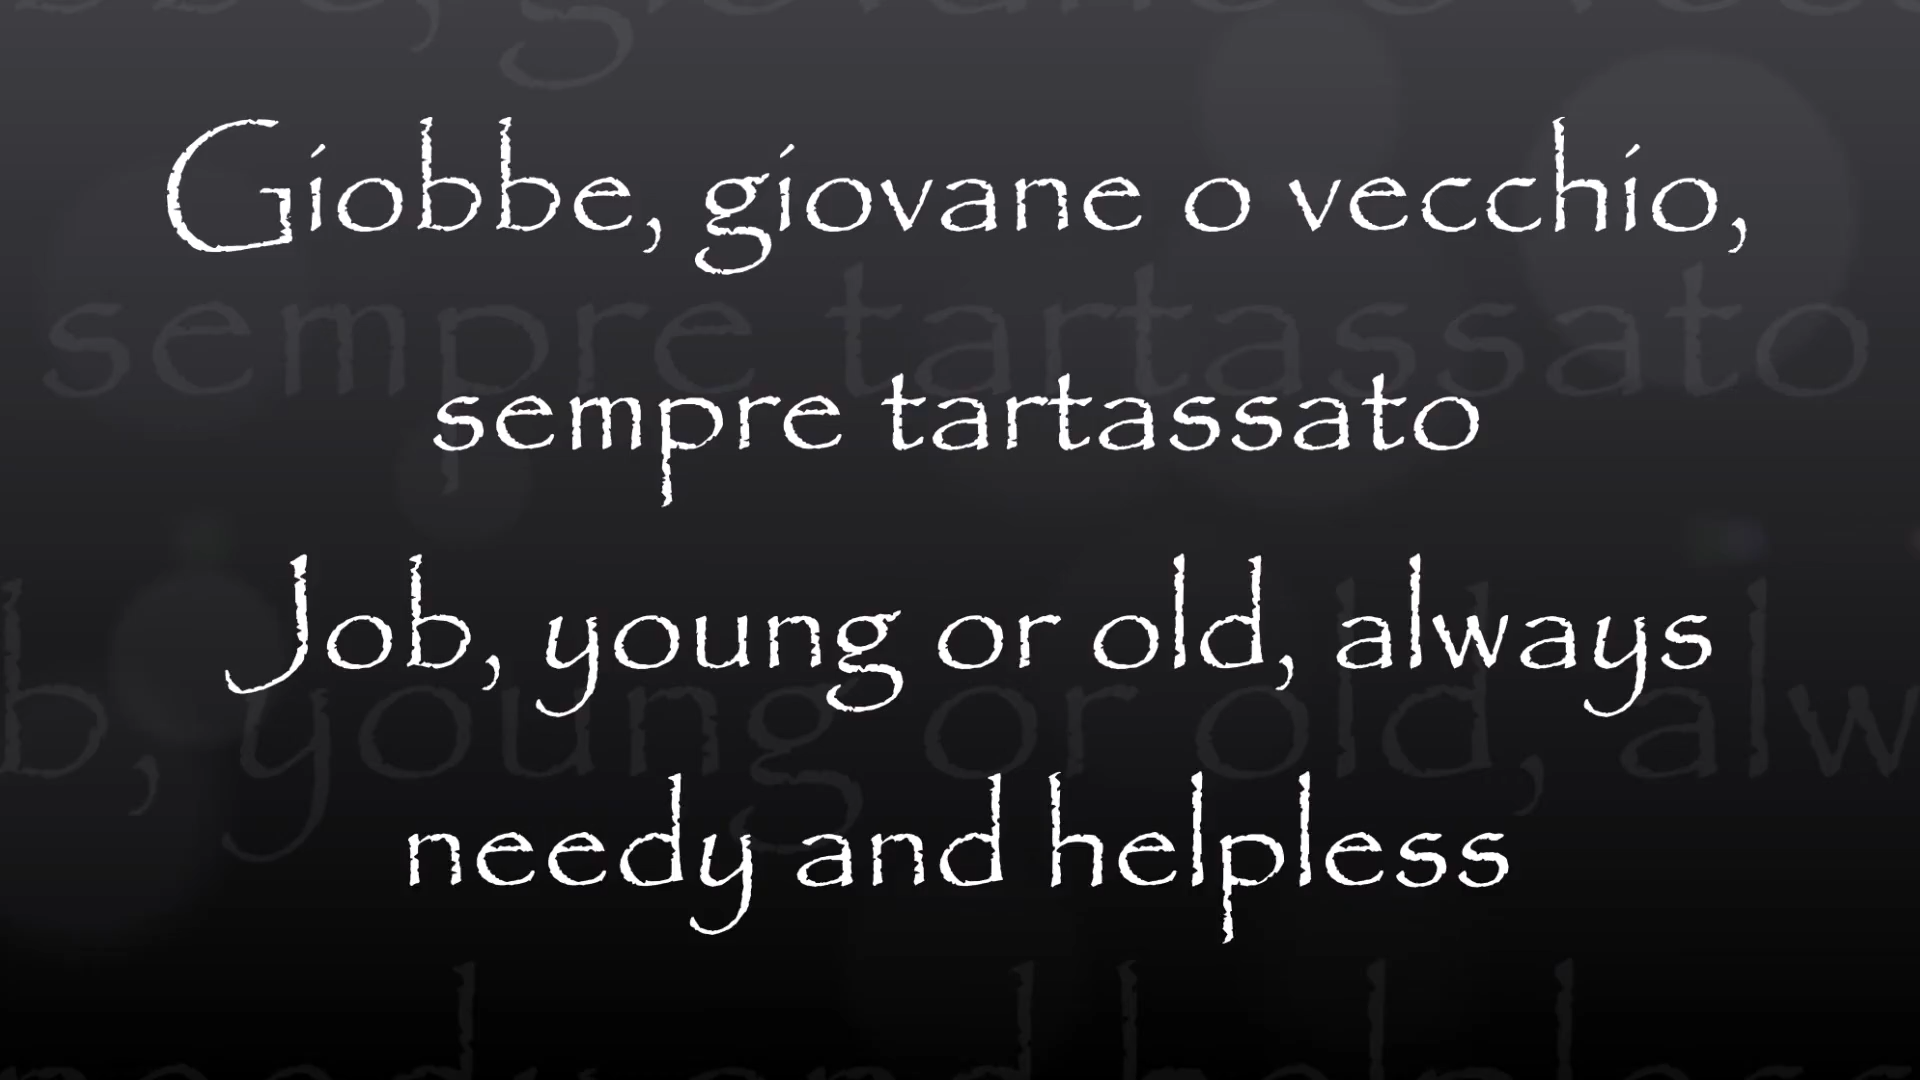 Giobbe, giovane o vecchio,
sempre tartassato
Job, young or old, always
needy and helpless